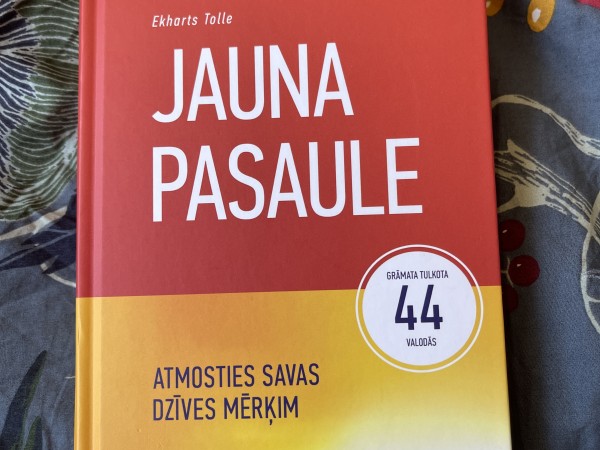 Ekharts Tolle
JAUNA
PASAULE
GRĀMATA TULKOTA
44
VALODĀS
ATMOSTIES SAVAS
DZĪVES MĒRĶIM